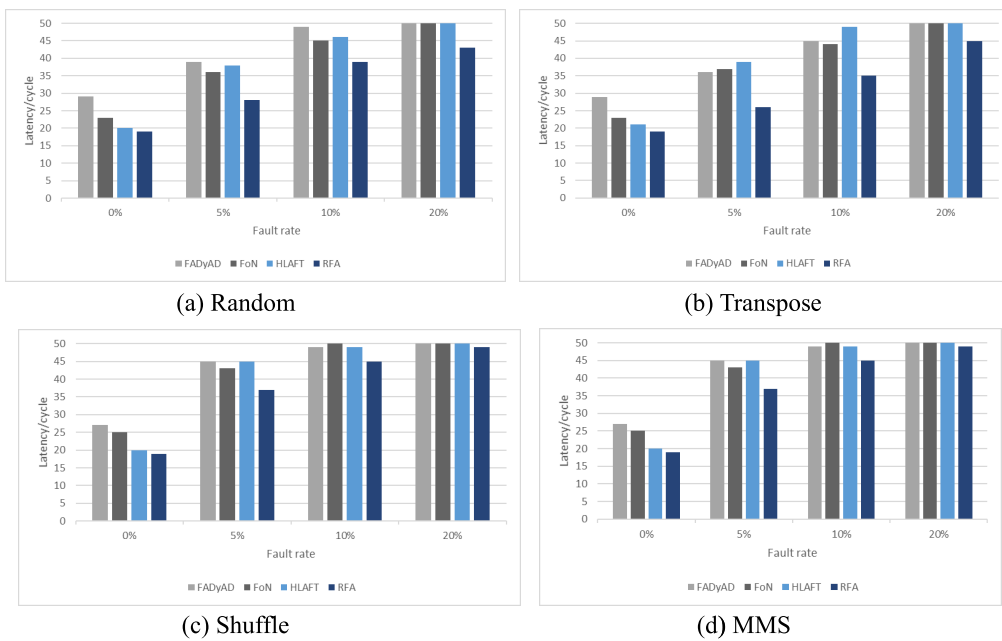 50
45
40
35
30
25
20
15
10
5
0
Latency/cycle
0% 5% 10% 20%
Fault rate
FADyAD FoN HLAFT RFA
(a) Random
50
45
40
35
30
25
20
15
10
5
0
Latency/cycle
0% 5% 10% 20%
Fault rate
FADyAD FoN HLAFT RFA
(b) Transpose
50
45
40
35
30
25
20
15
10
5
0
Latency/cycle
0% 5% 10% 20%
Fault rate
FADyAD FoN HLAFT RFA
(c) Shuffle
50
45
40
35
30
25
20
15
10
5
0
Latency/cycle
0% 5% 10% 20%
Fault rate
FADyAD FoN HLAFT RFA
(d) MMS